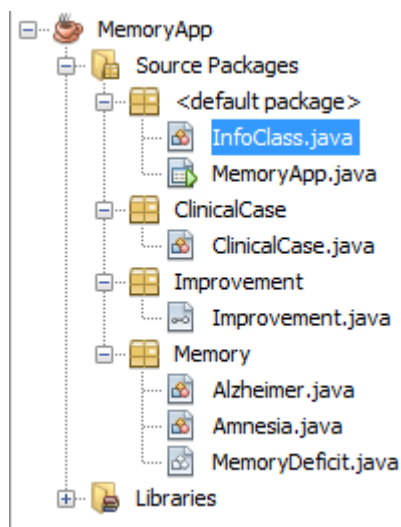 MemoryApp
Source Packages
<default package>
InfoClass.java
MemoryApp.java
ClinicalCase
ClinicalCase.java
Improvement
Improvement.java
Memory
Alzheimer.java
Amnesia.java
MemoryDeficit.java
Libraries